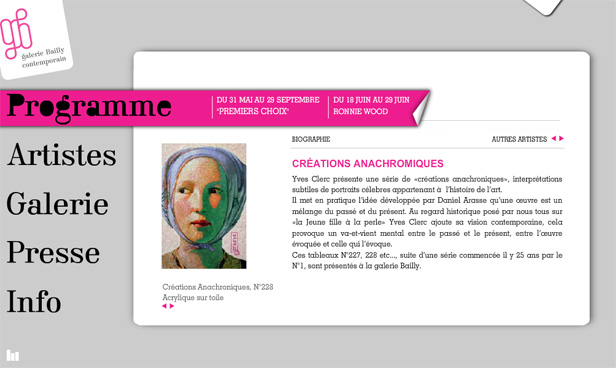 galerie Bailly
contemporain
Programme
Artistes
Galerie
Presse
Info
DU 31 MAI AU 29 SEPTEMBRE
"PREMIERS CHOIX"
DU 18 JUIN AU 29 JUIN
RONNIE WOOD
BIOGRAPHIE
AUTRES ARTISTES
CRÉATIONS ANACHROMIQUES
Yves Clerc présente une série de «créations anachroniques», interprétations
subtiles de portraits célèbres appartenant à l'histoire de l'art.
Il met en pratique l'idée développée par Daniel Arasse qu'une œuvre est un
mélange du passé et du présent. Au regard historique posé par nous tous sur
«la Jeune fille à la perle» Yves Clerc ajoute sa vision contemporaine, cela
provoque un va-et-vient mental entre le passé et le présent, entre l'œuvre
évoquée et celle qui l'évoque.
Ces tableaux N°227, 228 etc..., suite d'une série commencée il y 25 ans par le
N°1, sont présentés à la galerie Bailly.
Créations Anachroniques, N°228
Acrylique sur toile